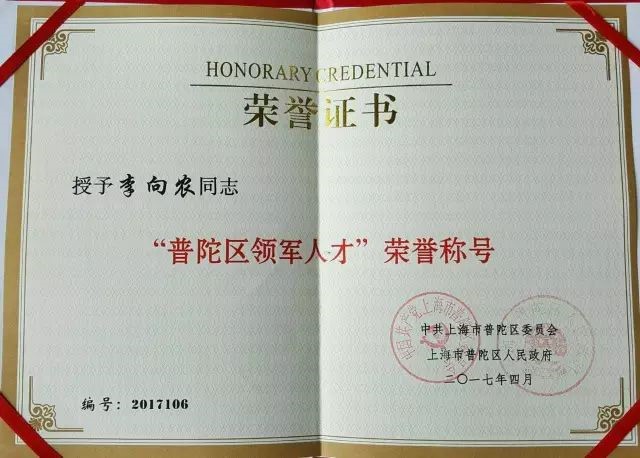 HONORARY CREDENTIAL
荣誉证书
授予李向农同志
“普陀区领军人才”荣誉称号
中共上海市普陀区委员会
上海市普陀区人民政府
二〇一七年四月
编号：2017106